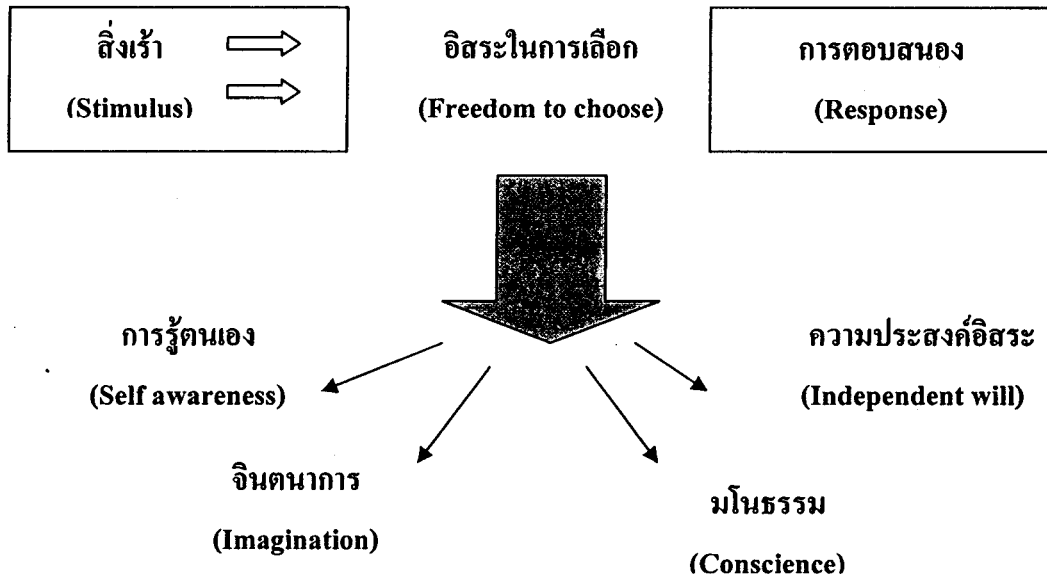 สิ่งเร้า
(Stimulus)
อิสระในการเลือก
(Freedom to choose)
การตอบสนอง
(Response)
การรู้ตนเอง
(Self awareness)
จินตนาการ
(Imagination)
มโนธรรม
(Conscience)
ความประสงค์อิสระ
(Independent will)